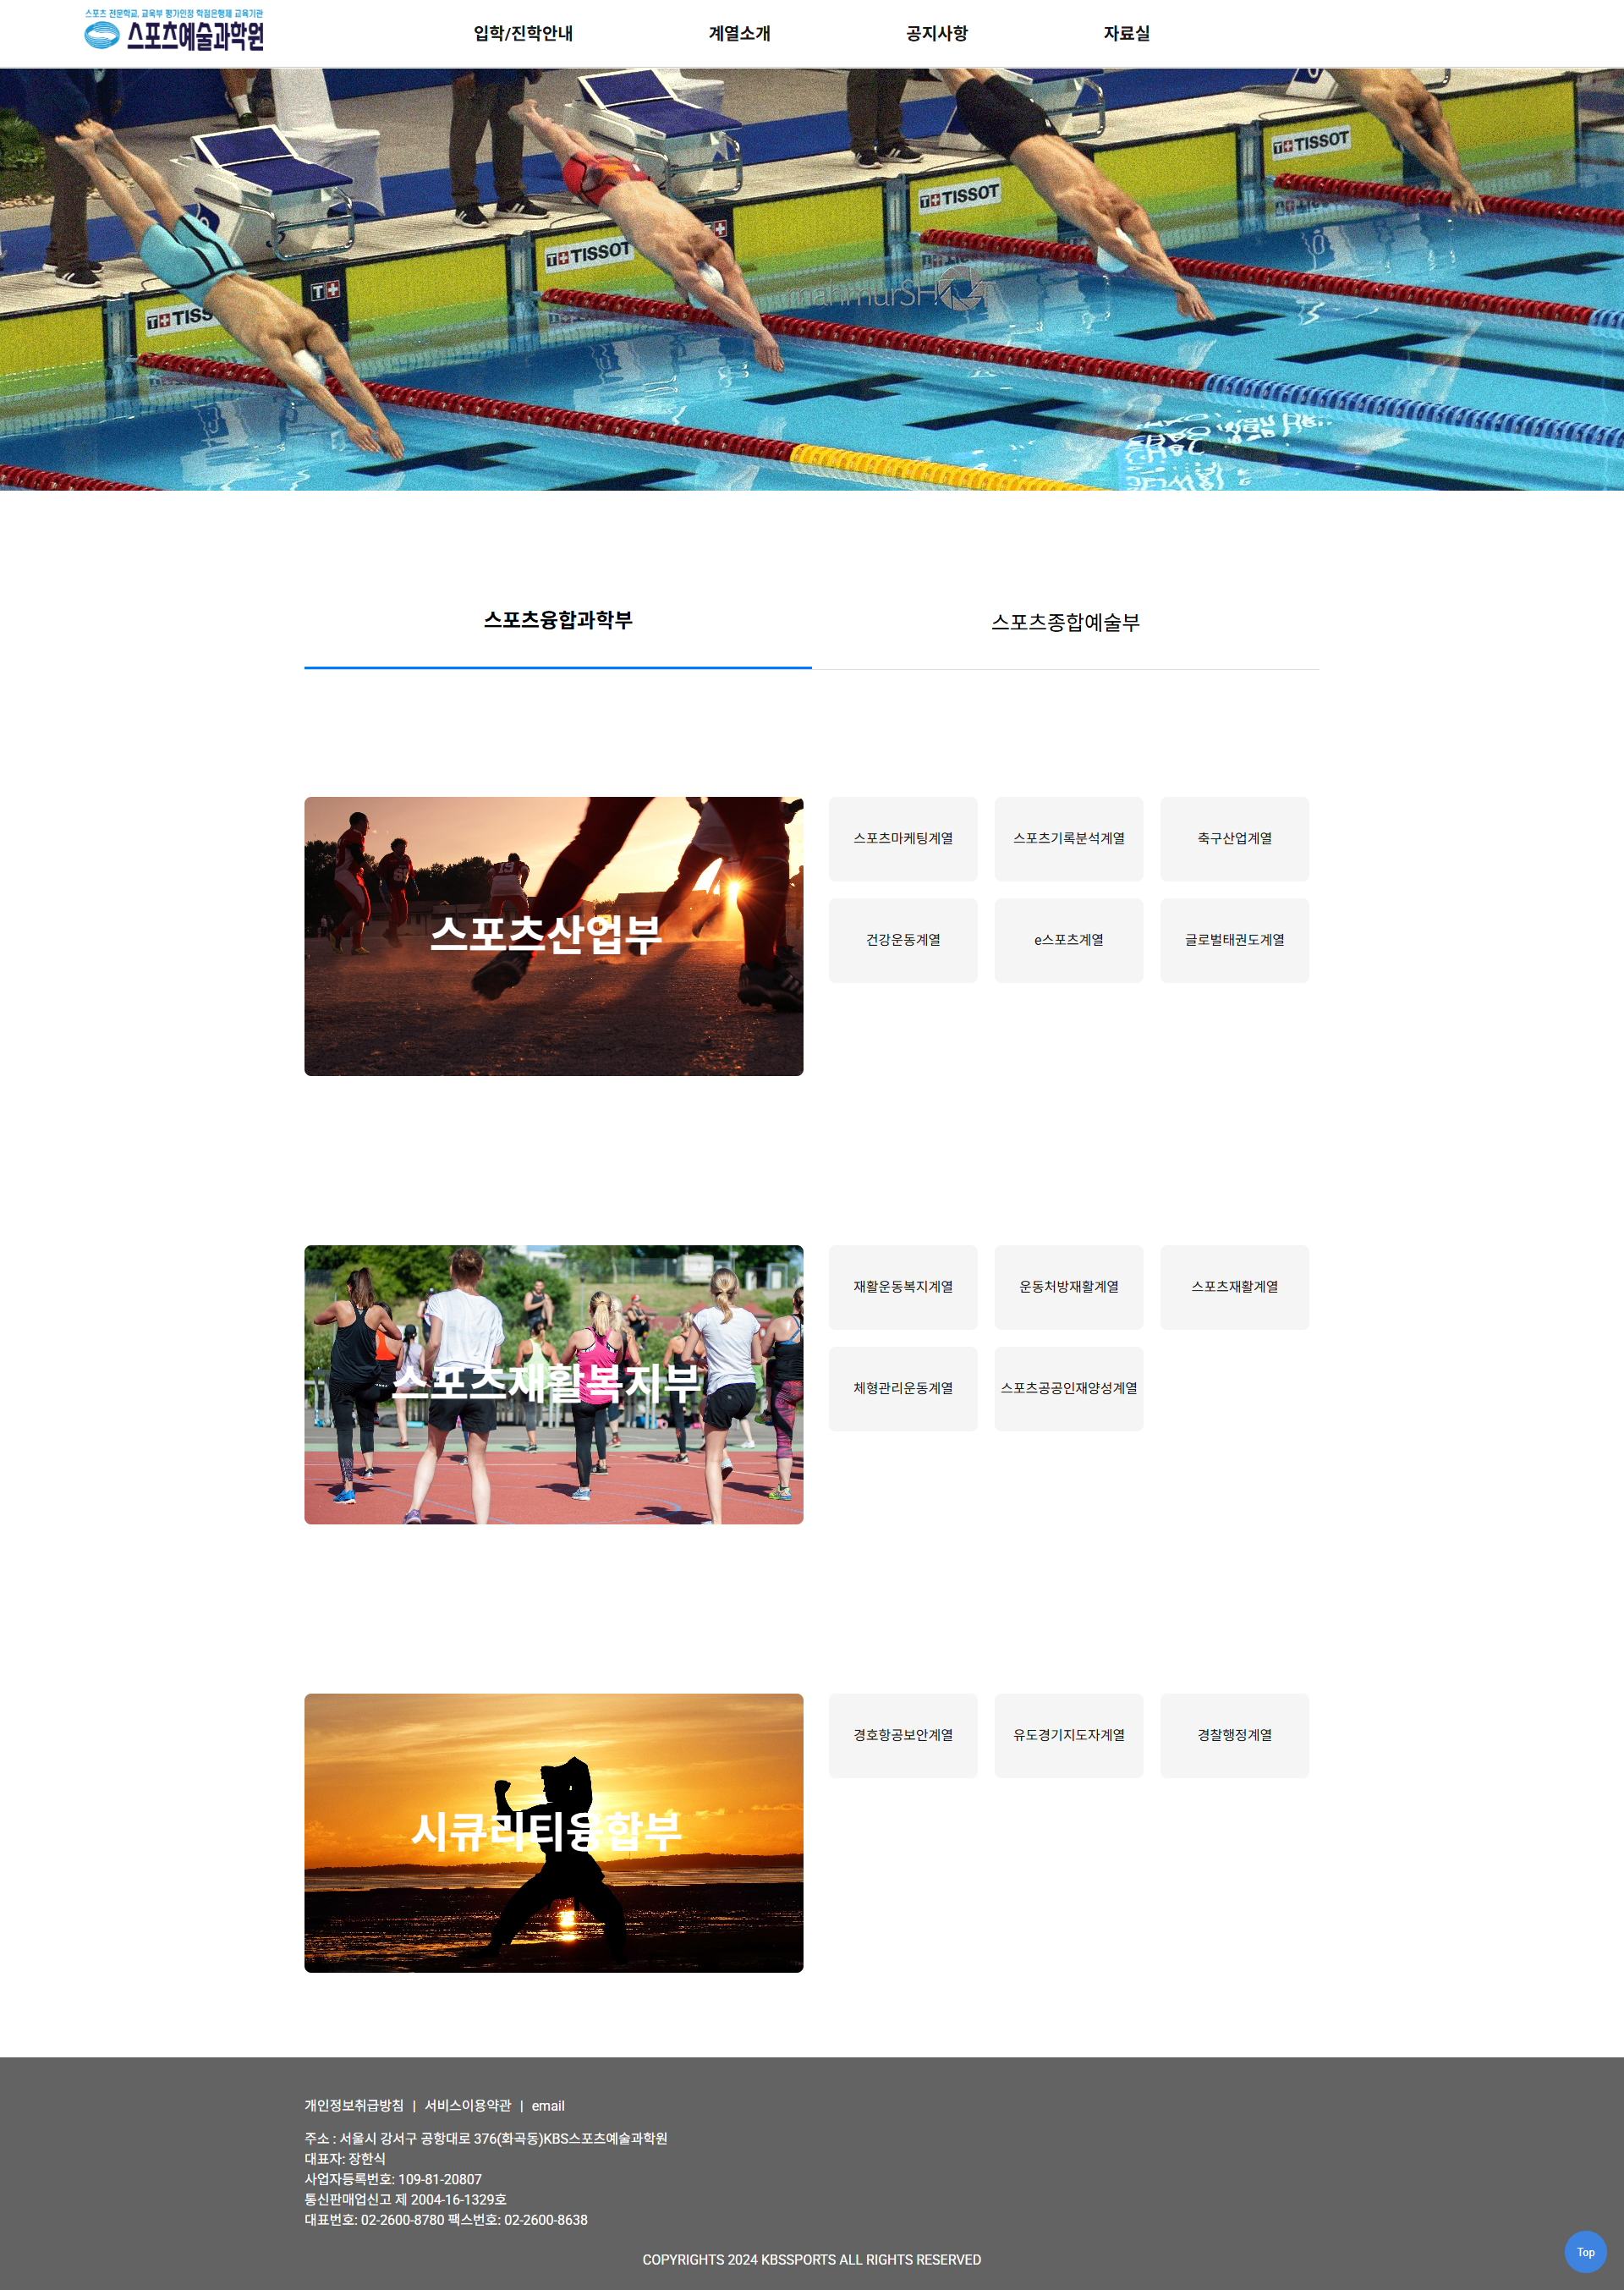 스포츠 전문학교, 교육부 평가인정 학점은행제 교육기관
스포츠예술과학원
입학/진학안내
계열소개
공지사항
자료실
TISSOT
TISSOT
TISSOT
T TISS
mahmurSH
스포츠융합과학부
스포츠종합예술부
스포츠산업부
스포츠마케팅계열
스포츠기록분석계열
축구산업계열
건강운동계열
e스포츠계열
글로벌태권도계열
스포츠재활복지부
재활운동복지계열
운동처방재활계열
스포츠재활계열
체형관리운동계열
스포츠공공인재양성계열
시큐리티융합부
경호항공보안계열
유도경기지도자계열
경찰행정계열
개인정보취급방침 | 서비스이용약관 | email
주소 : 서울시 강서구 공항대로 376(화곡동)KBS스포츠예술과학원
대표자: 장한식
사업자등록번호: 109-81-20807
통신판매업신고 제 2004-16-1329호
대표번호: 02-2600-8780 팩스번호: 02-2600-8638
COPYRIGHTS 2024 KBSSPORTS ALL RIGHTS RESERVED
Top